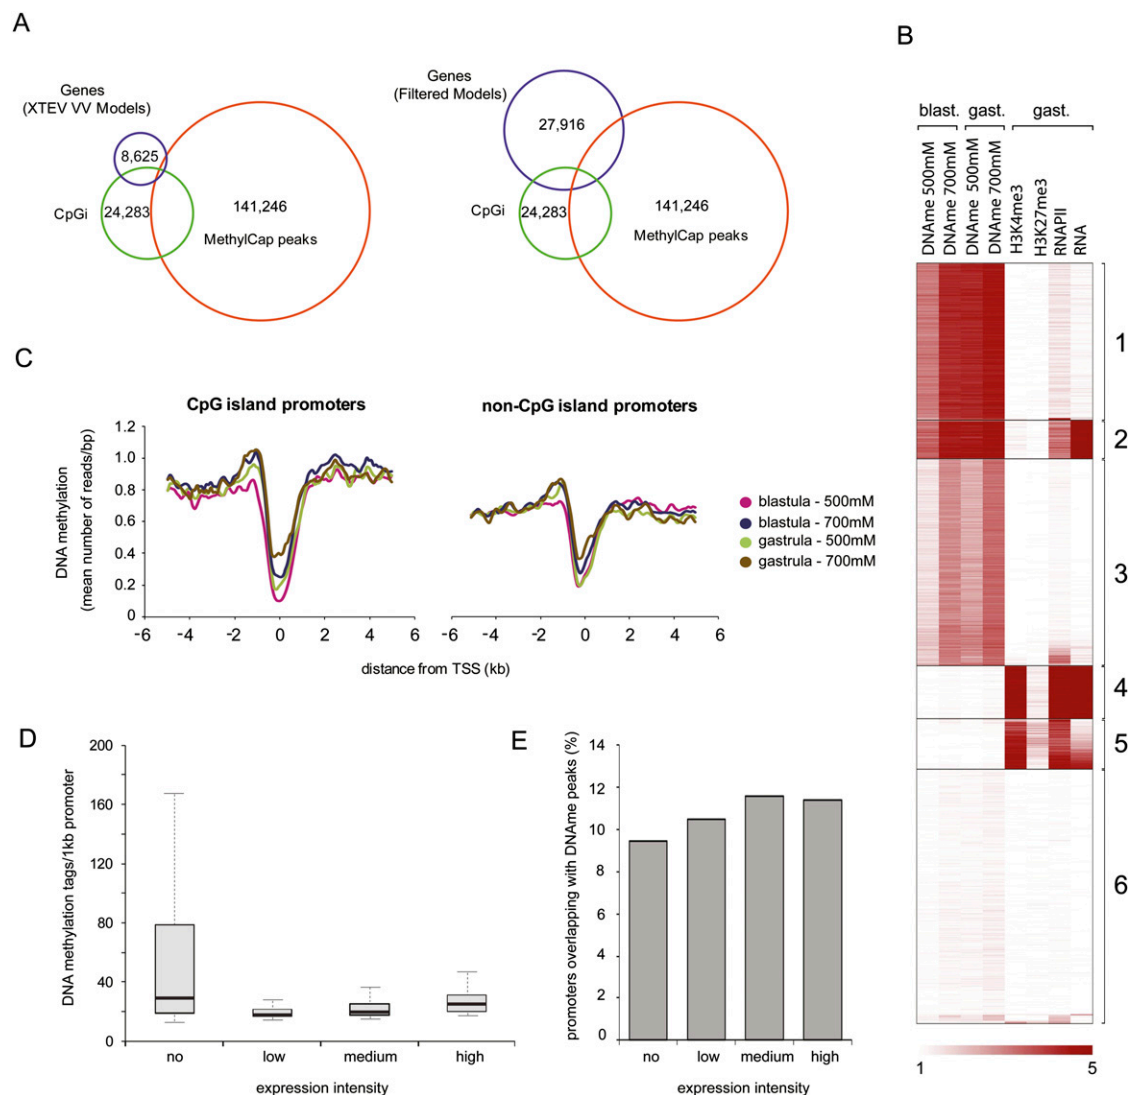 A
Genes
(XTEV VV Models)
8,625
CpGi
24,283
141,246
MethylCap peaks
Genes
(Filtered Models)
27,916
CpGi
24,283
141,246
MethylCap peaks
B
blast.
gast.
gast.
DNAme 500mM
DNAme 700mM
DNAme 500mM
DNAme 700mM
H3K4me3
H3K27me3
RNAPII
RNA
1
2
3
4
5
6
1
5
C
CpG island promoters
non-CpG island promoters
DNA methylation
(mean number of reads/bp)
1.2
1.0
0.8
0.6
0.4
0.2
0
-6
-4
-2
0
2
4
6
-6
-4
-2
0
2
4
6
distance from TSS (kb)
blastula - 500mM
blastula - 700mM
gastrula - 500mM
gastrula - 700mM
D
DNA methylation tags/1kb promoter
200
160
120
80
40
0
no
low
medium
high
expression intensity
E
promoters overlapping with DNAme peaks (%)
14
12
10
8
6
4
2
0
no
low
medium
high
expression intensity